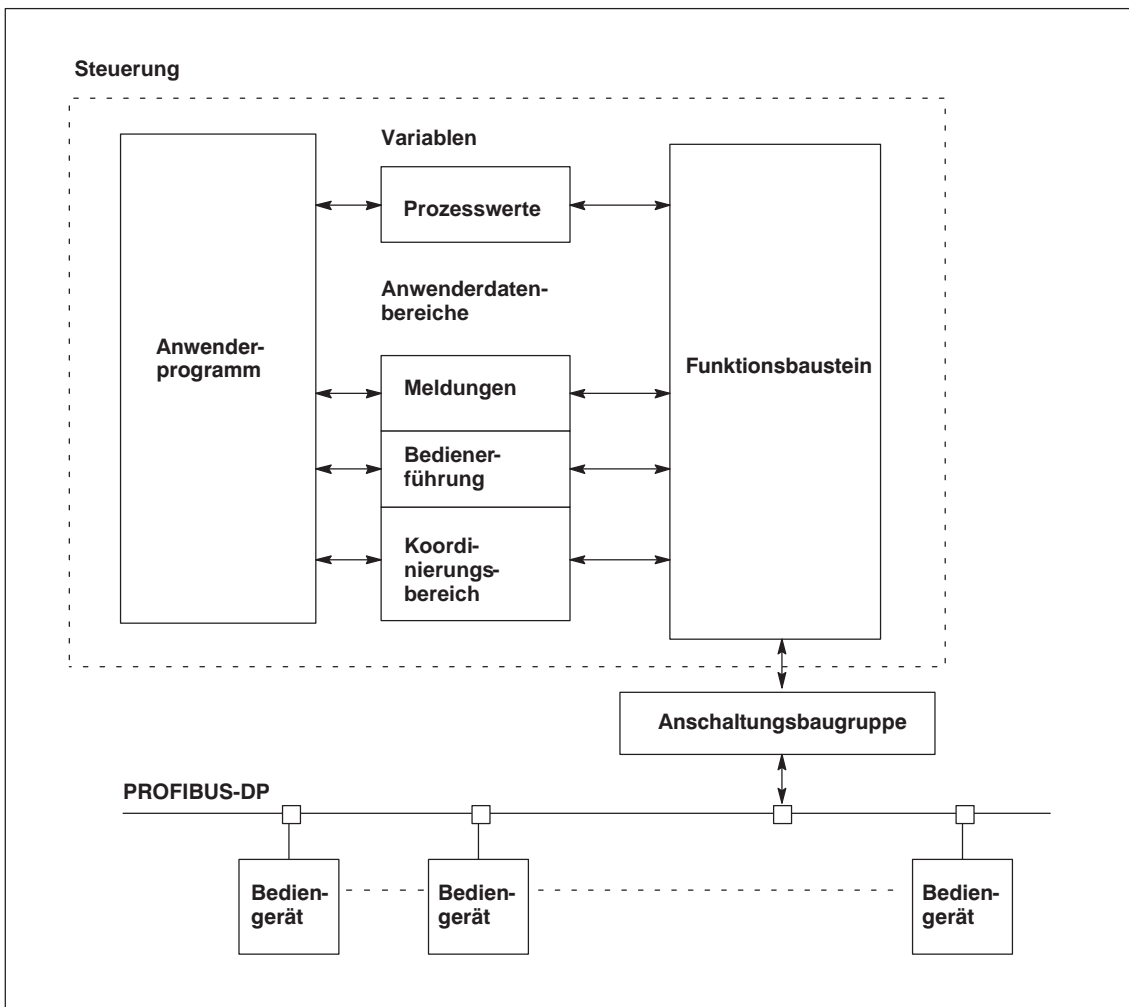 Steuerung
Variablen
Prozesswerte
Anwenderdaten-
bereiche
Anwender-
programm
Funktionsbaustein
Meldungen
Bediener-
führung
Koordi-
nierungs-
bereich
Anschaltungsbaugruppe
PROFIBUS-DP
Bedien-
gerät
Bedien-
gerät
Bedien-
gerät